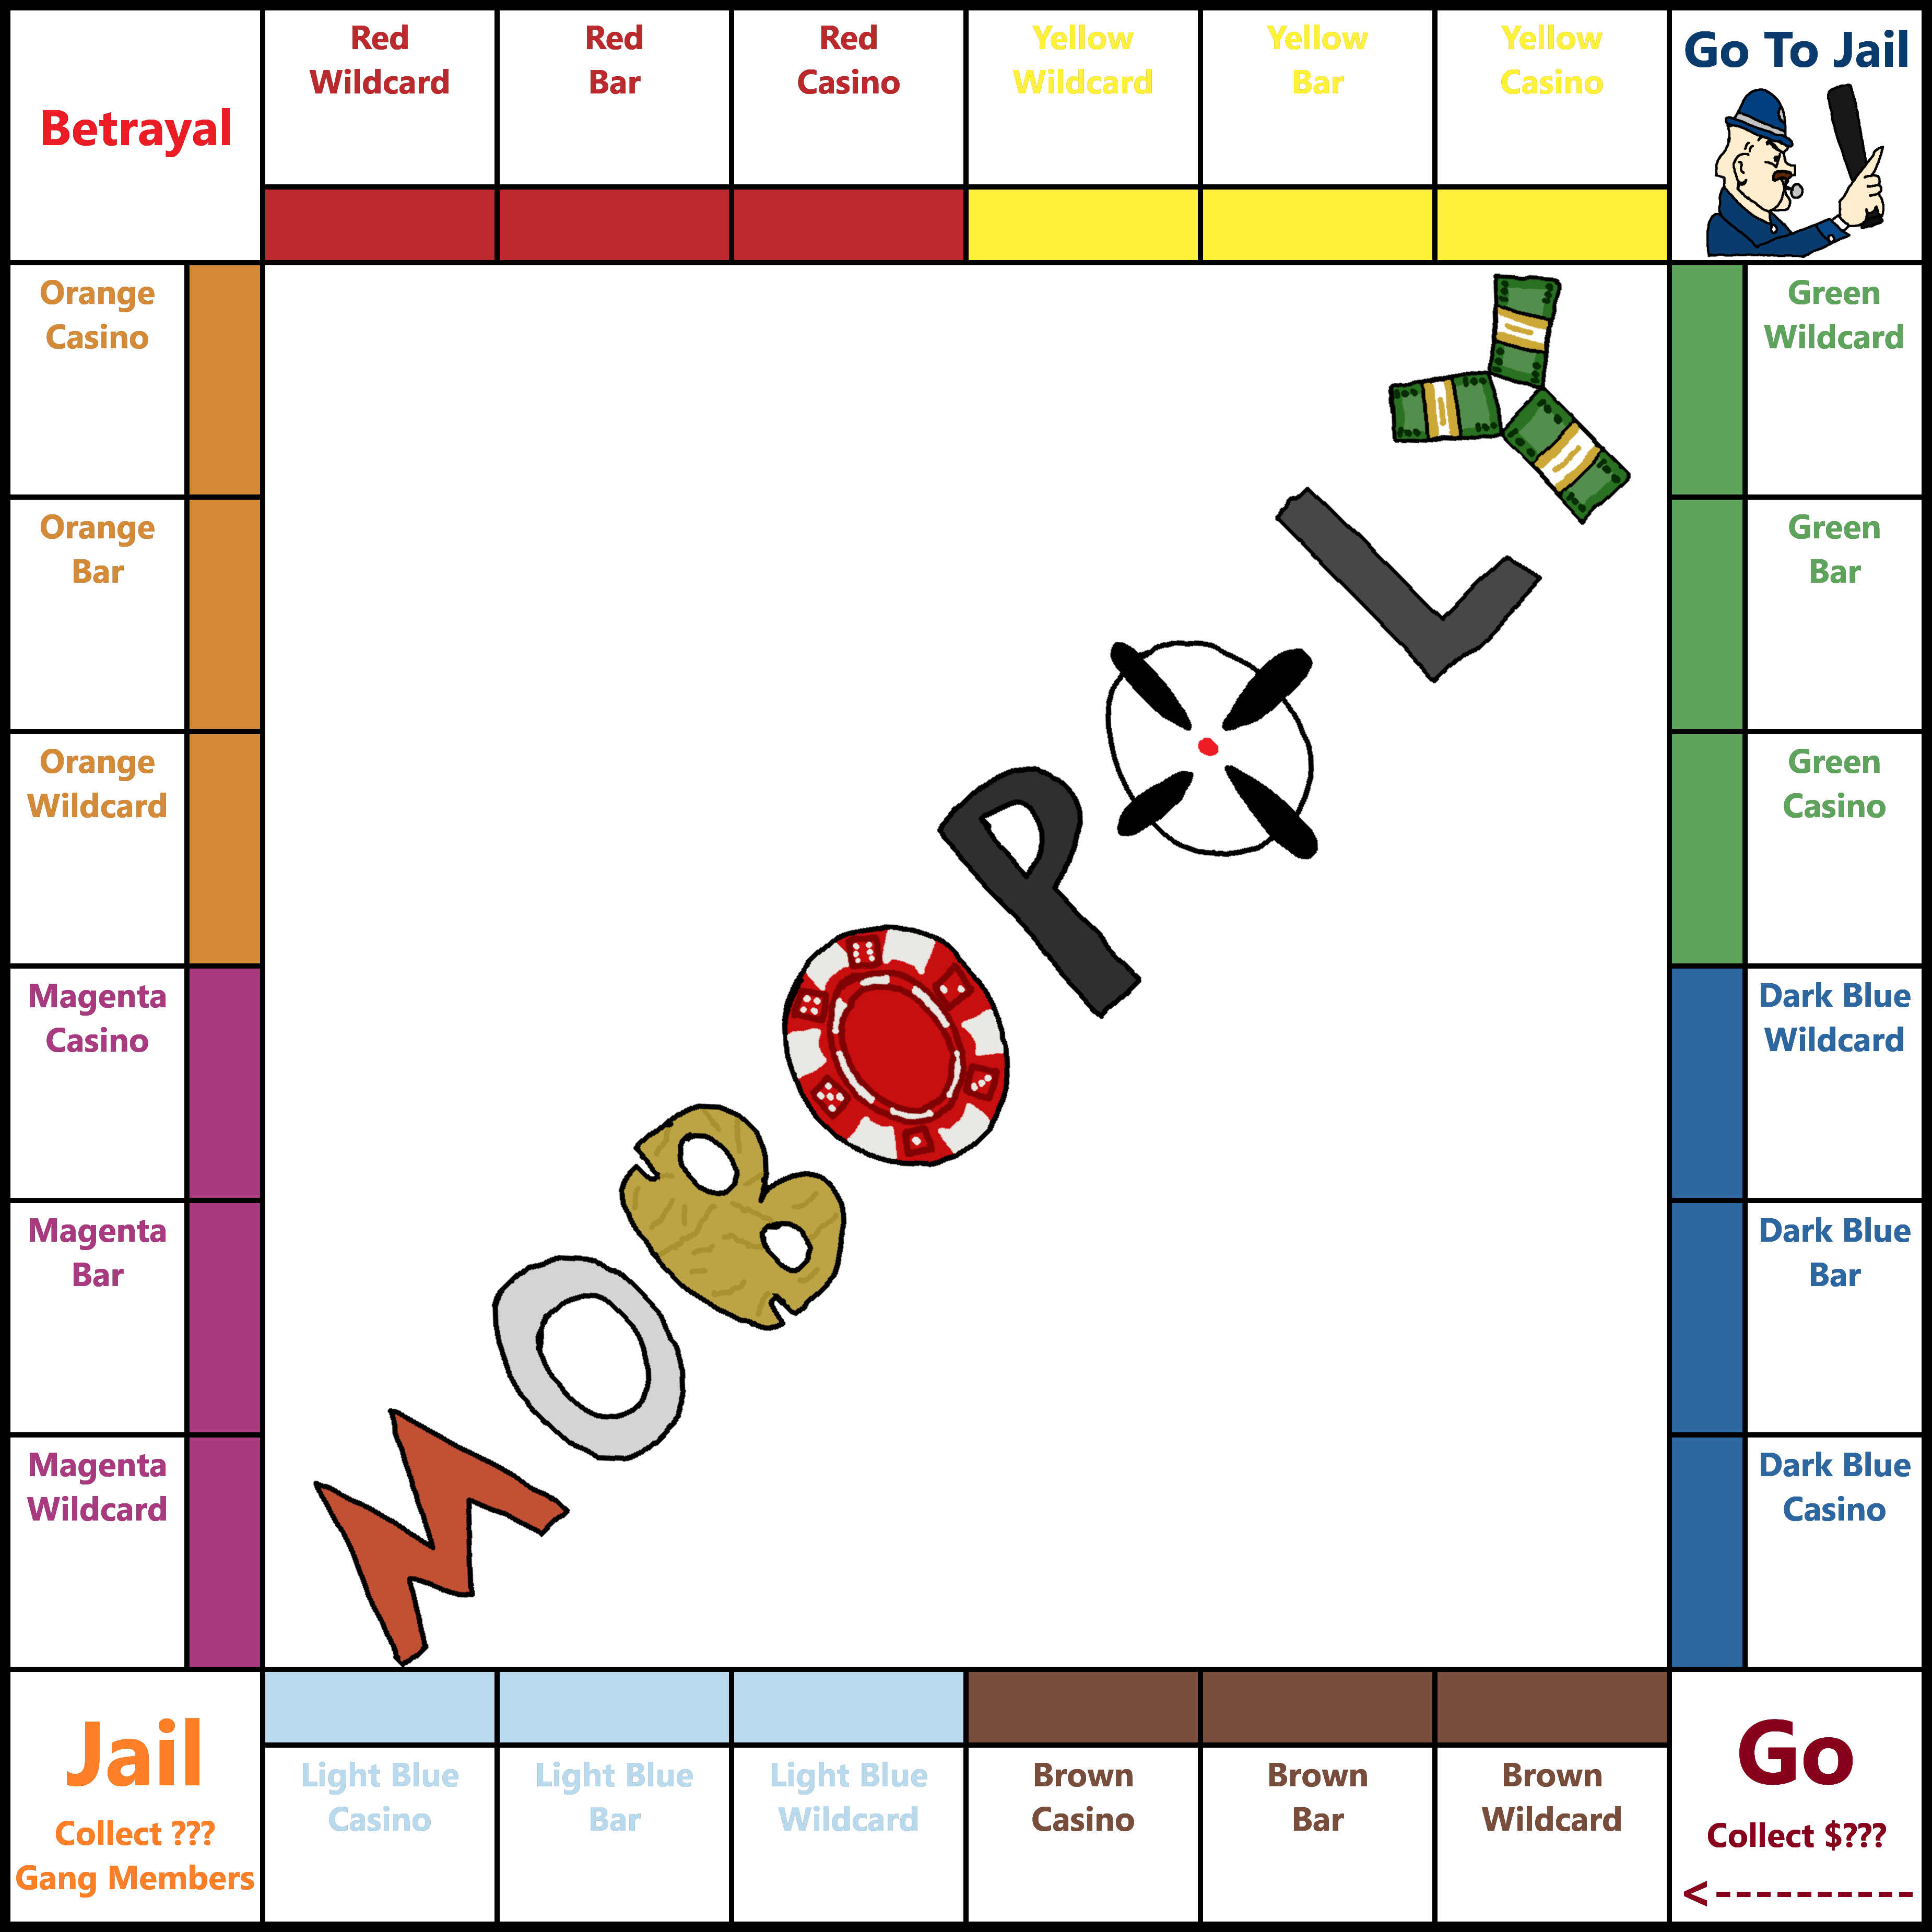 Betrayal
Red
Wildcard
Red
Bar
Red
Casino
Yellow
Wildcard
Yellow
Bar
Yellow
Casino
Go To Jail
Orange
Casino
Green
Wildcard
Orange
Bar
Green
Bar
Orange
Wildcard
Green
Casino
Magenta
Casino
Dark Blue
Wildcard
Magenta
Bar
Dark Blue
Bar
Magenta
Wildcard
Dark Blue
Casino
MOBOPOLY
Jail
Collect ???
Gang Members
Light Blue
Casino
Light Blue
Bar
Light Blue
Wildcard
Brown
Casino
Brown
Bar
Brown
Wildcard
Go
Collect $???
<-----------